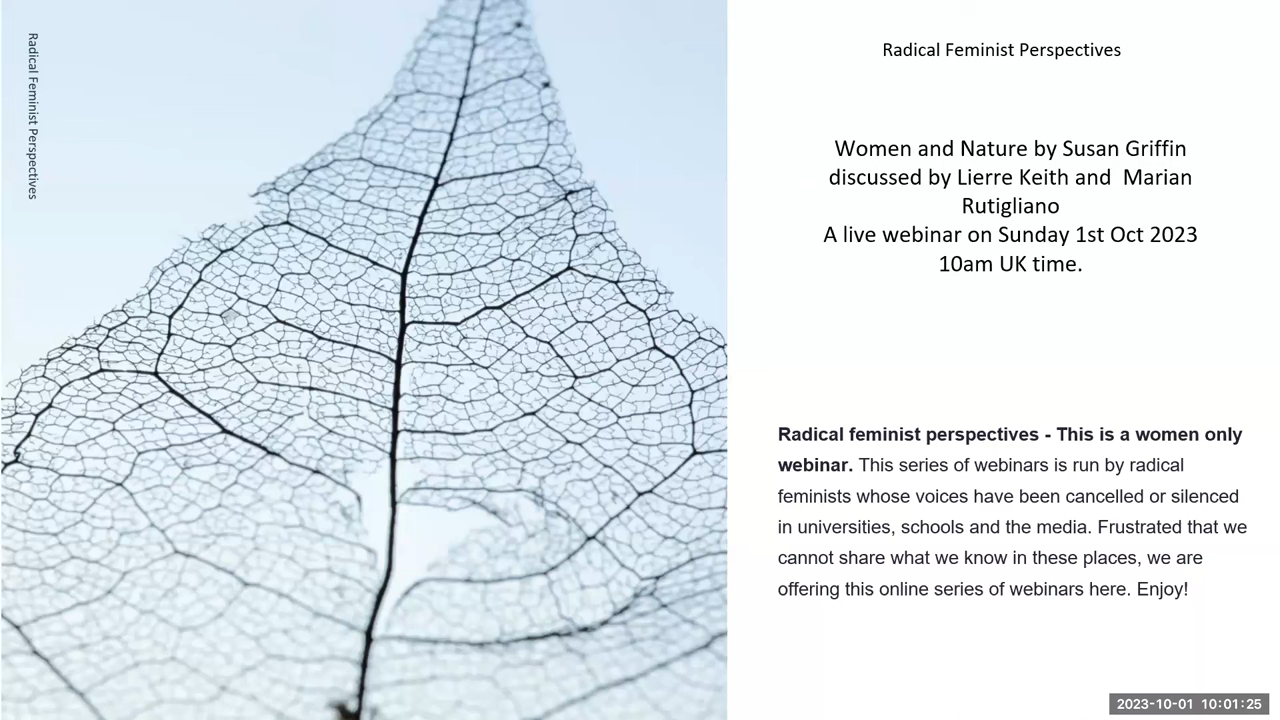 Radical Feminist Perspectives
Radical Feminist Perspectives
Women and Nature by Susan Griffin
discussed by Lierre Keith and  Marian
Rutigliano
A live webinar on Sunday 1st Oct 2023
10am UK time.
Radical feminist perspectives - This is a women only
webinar. This series of webinars is run by radical
feminists whose voices have been cancelled or silenced
in universities, schools and the media. Frustrated that we
cannot share what we know in these places, we are
offering this online series of webinars here. Enjoy!
2023-10-01  10:01:25